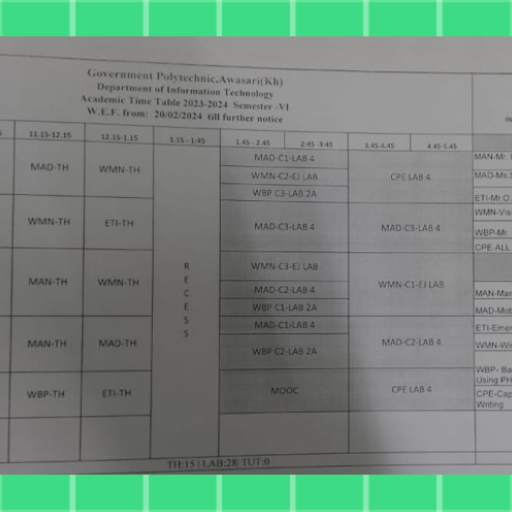 Government Polytechnic,Awasari(Kh)
Department of Information Technology
Academic Time Table 2023-2024 Semester -VI
W.E.F. from: 20/02/2024 till further notice
11.15-12.15 12.15-1.15 1.15 - 1:45 1.45 - 2.45 2:45 -3:45 3.45-4.45 4.45-5.45
MAD-TH WMN-TH MAD-C1-LAB 4 CPE LAB 4 MAN-Mr.
WMN-C2-EJ LAB MAD-Ms.
WBP C3-LAB 2A ETI-Mr.O.
WMN-TH ETI-TH MAD-C3-LAB 4 MAD-C3-LAB 4 WMN-Vis
WBP-Mr
CPE-ALL
MAN-TH WMN-TH RECESS WMN-C3-EJ LAB WMN-C1-EJ LAB
MAD-C2-LAB 4 MAN-Man
WBP C1-LAB 2A MAD-Mob
MAN-TH MAD-TH MAD-C1-LAB 4 MAD-C2-LAB 4 ETI-Emer
WBP C2-LAB 2A WMN-Wir
WBP-TH ETI-TH MOOC CPE LAB 4 WBP- Ba
Using PH
CPE-Cap
Writing
TH:15 | LAB:28| TUT:0